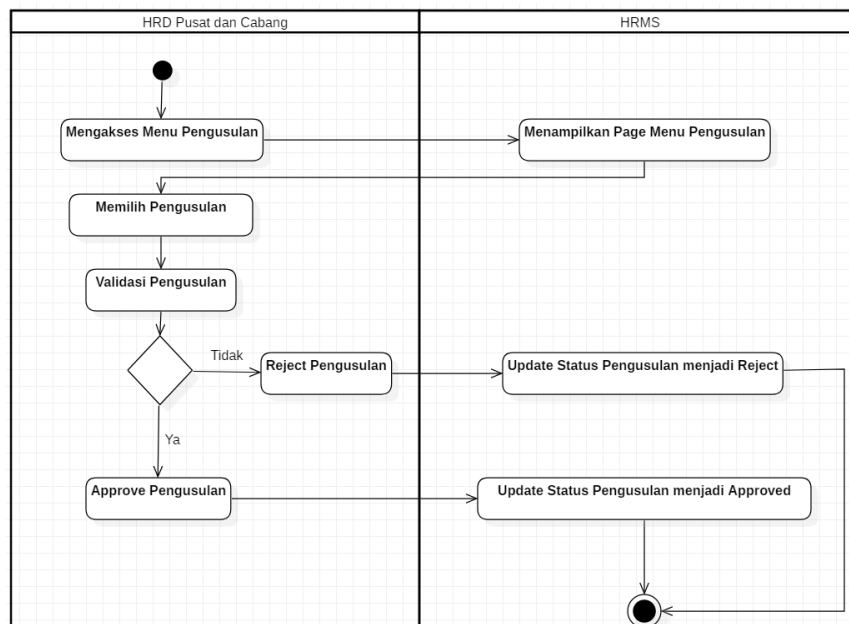 HRD Pusat dan Cabang
HRMS
Mengakses Menu Pengusulan
Menampilkan Page Menu Pengusulan
Memilih Pengusulan
Validasi Pengusulan
Tidak
Reject Pengusulan
Update Status Pengusulan menjadi Reject
Ya
Approve Pengusulan
Update Status Pengusulan menjadi Approved